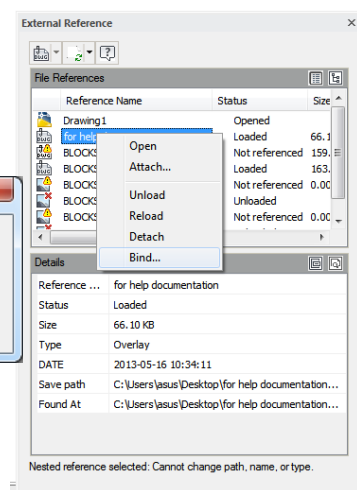 External Reference
File References
Reference Name Status Size
Drawing1 Opened
for help Loaded 66.1
BLOCKS Not referenced 159.
BLOCKS Loaded 163.
BLOCKS Not referenced 0.00
BLOCKS Unloaded
BLOCKS Not referenced 0.00
Open
Attach...
Unload
Reload
Detach
Bind...
Details
Reference ... for help documentation
Status Loaded
Size 66.10 KB
Type Overlay
DATE 2013-05-16 10:34:11
Save path C:\Users\asus\Desktop\for help documentation...
Found At C:\Users\asus\Desktop\for help documentation...
Nested reference selected: Cannot change path, name, or type.